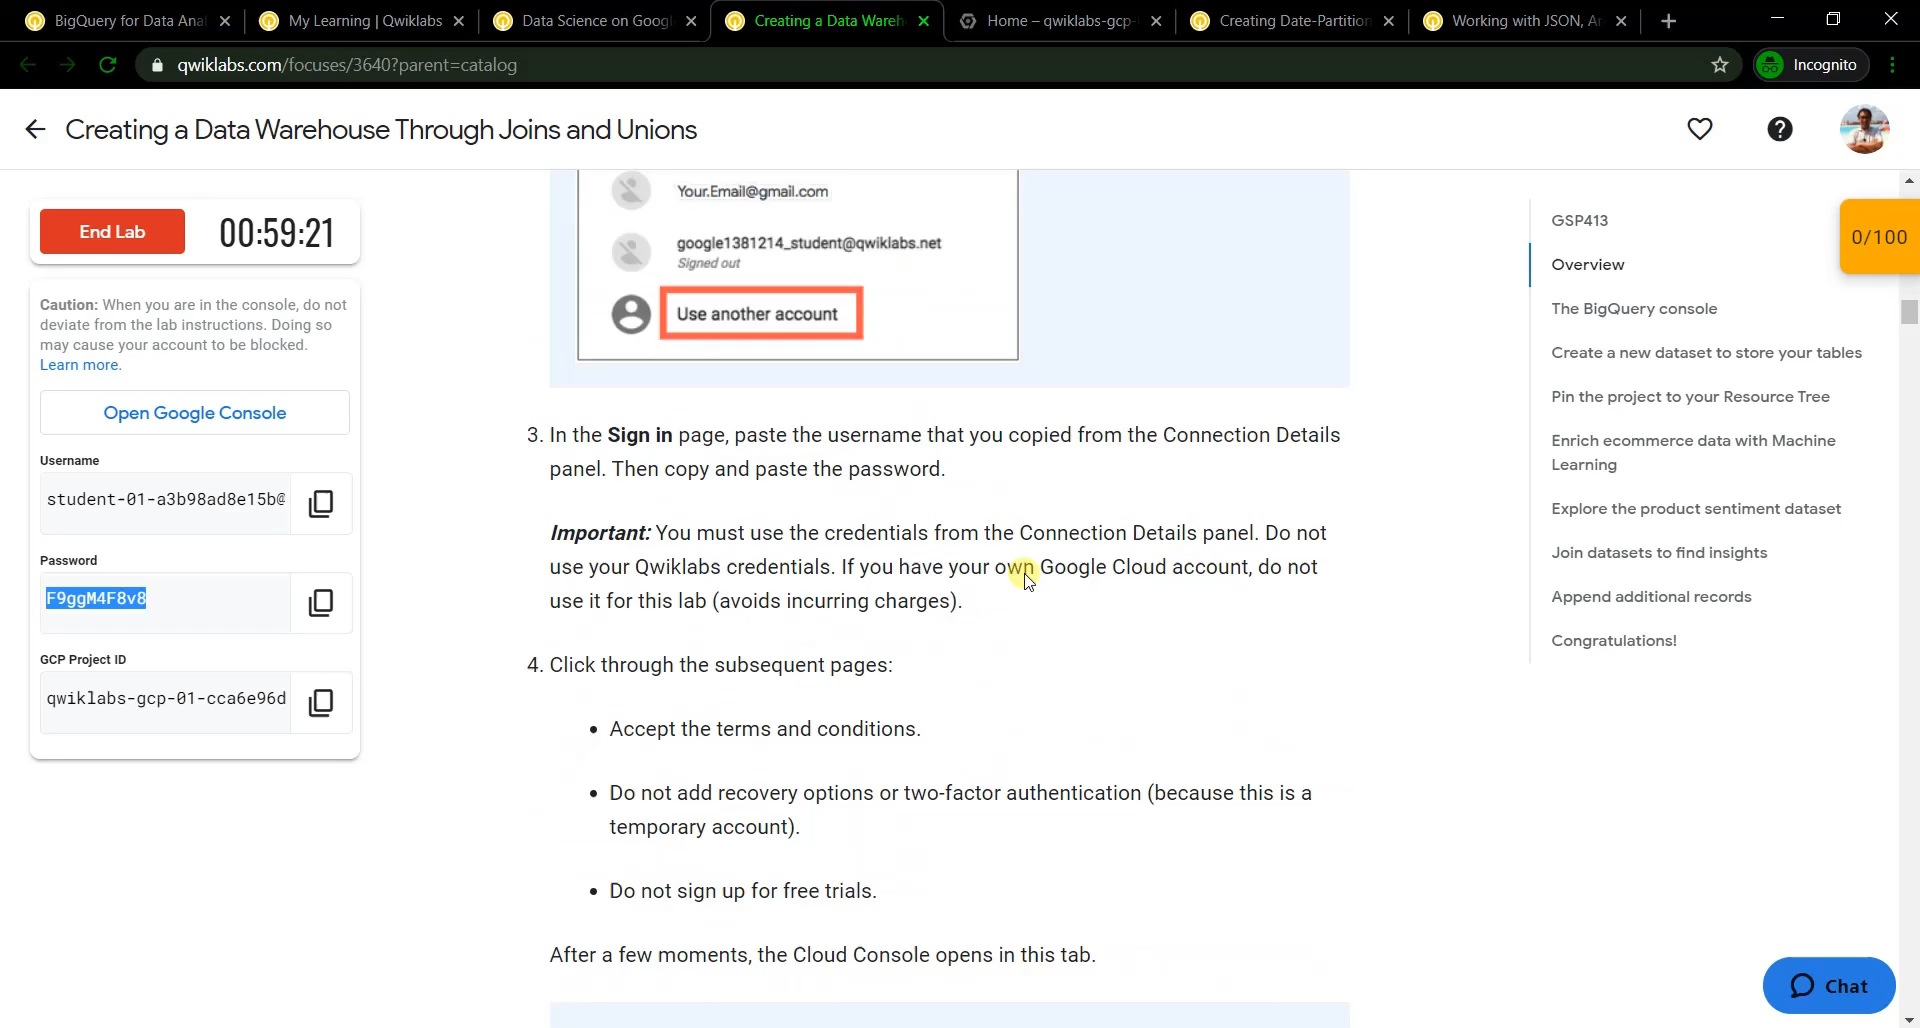 BigQuery for Data Anal
My Learning | Qwiklabs
Data Science on Googl
Creating a Data Wareh
Home – qwiklabs-gcp-
Creating Date-Partition
Working with JSON, Ar
qwiklabs.com/focuses/3640?parent=catalog
Incognito
Creating a Data Warehouse Through Joins and Unions
End Lab
00:59:21
Caution: When you are in the console, do not
deviate from the lab instructions. Doing so
may cause your account to be blocked.
Learn more.
Open Google Console
Username
student-01-a3b98ad8e15b@
Password
F9ggM4F8v8
GCP Project ID
qwiklabs-gcp-01-cca6e96d
Your.Email@gmail.com
google1381214_student@qwiklabs.net
Signed out
Use another account
3. In the Sign in page, paste the username that you copied from the Connection Details
panel. Then copy and paste the password.
Important: You must use the credentials from the Connection Details panel. Do not
use your Qwiklabs credentials. If you have your own Google Cloud account, do not
use it for this lab (avoids incurring charges).
4. Click through the subsequent pages:
• Accept the terms and conditions.
• Do not add recovery options or two-factor authentication (because this is a
temporary account).
• Do not sign up for free trials.
After a few moments, the Cloud Console opens in this tab.
GSP413
Overview
The BigQuery console
Create a new dataset to store your tables
Pin the project to your Resource Tree
Enrich ecommerce data with Machine
Learning
Explore the product sentiment dataset
Join datasets to find insights
Append additional records
Congratulations!
0/100
Chat